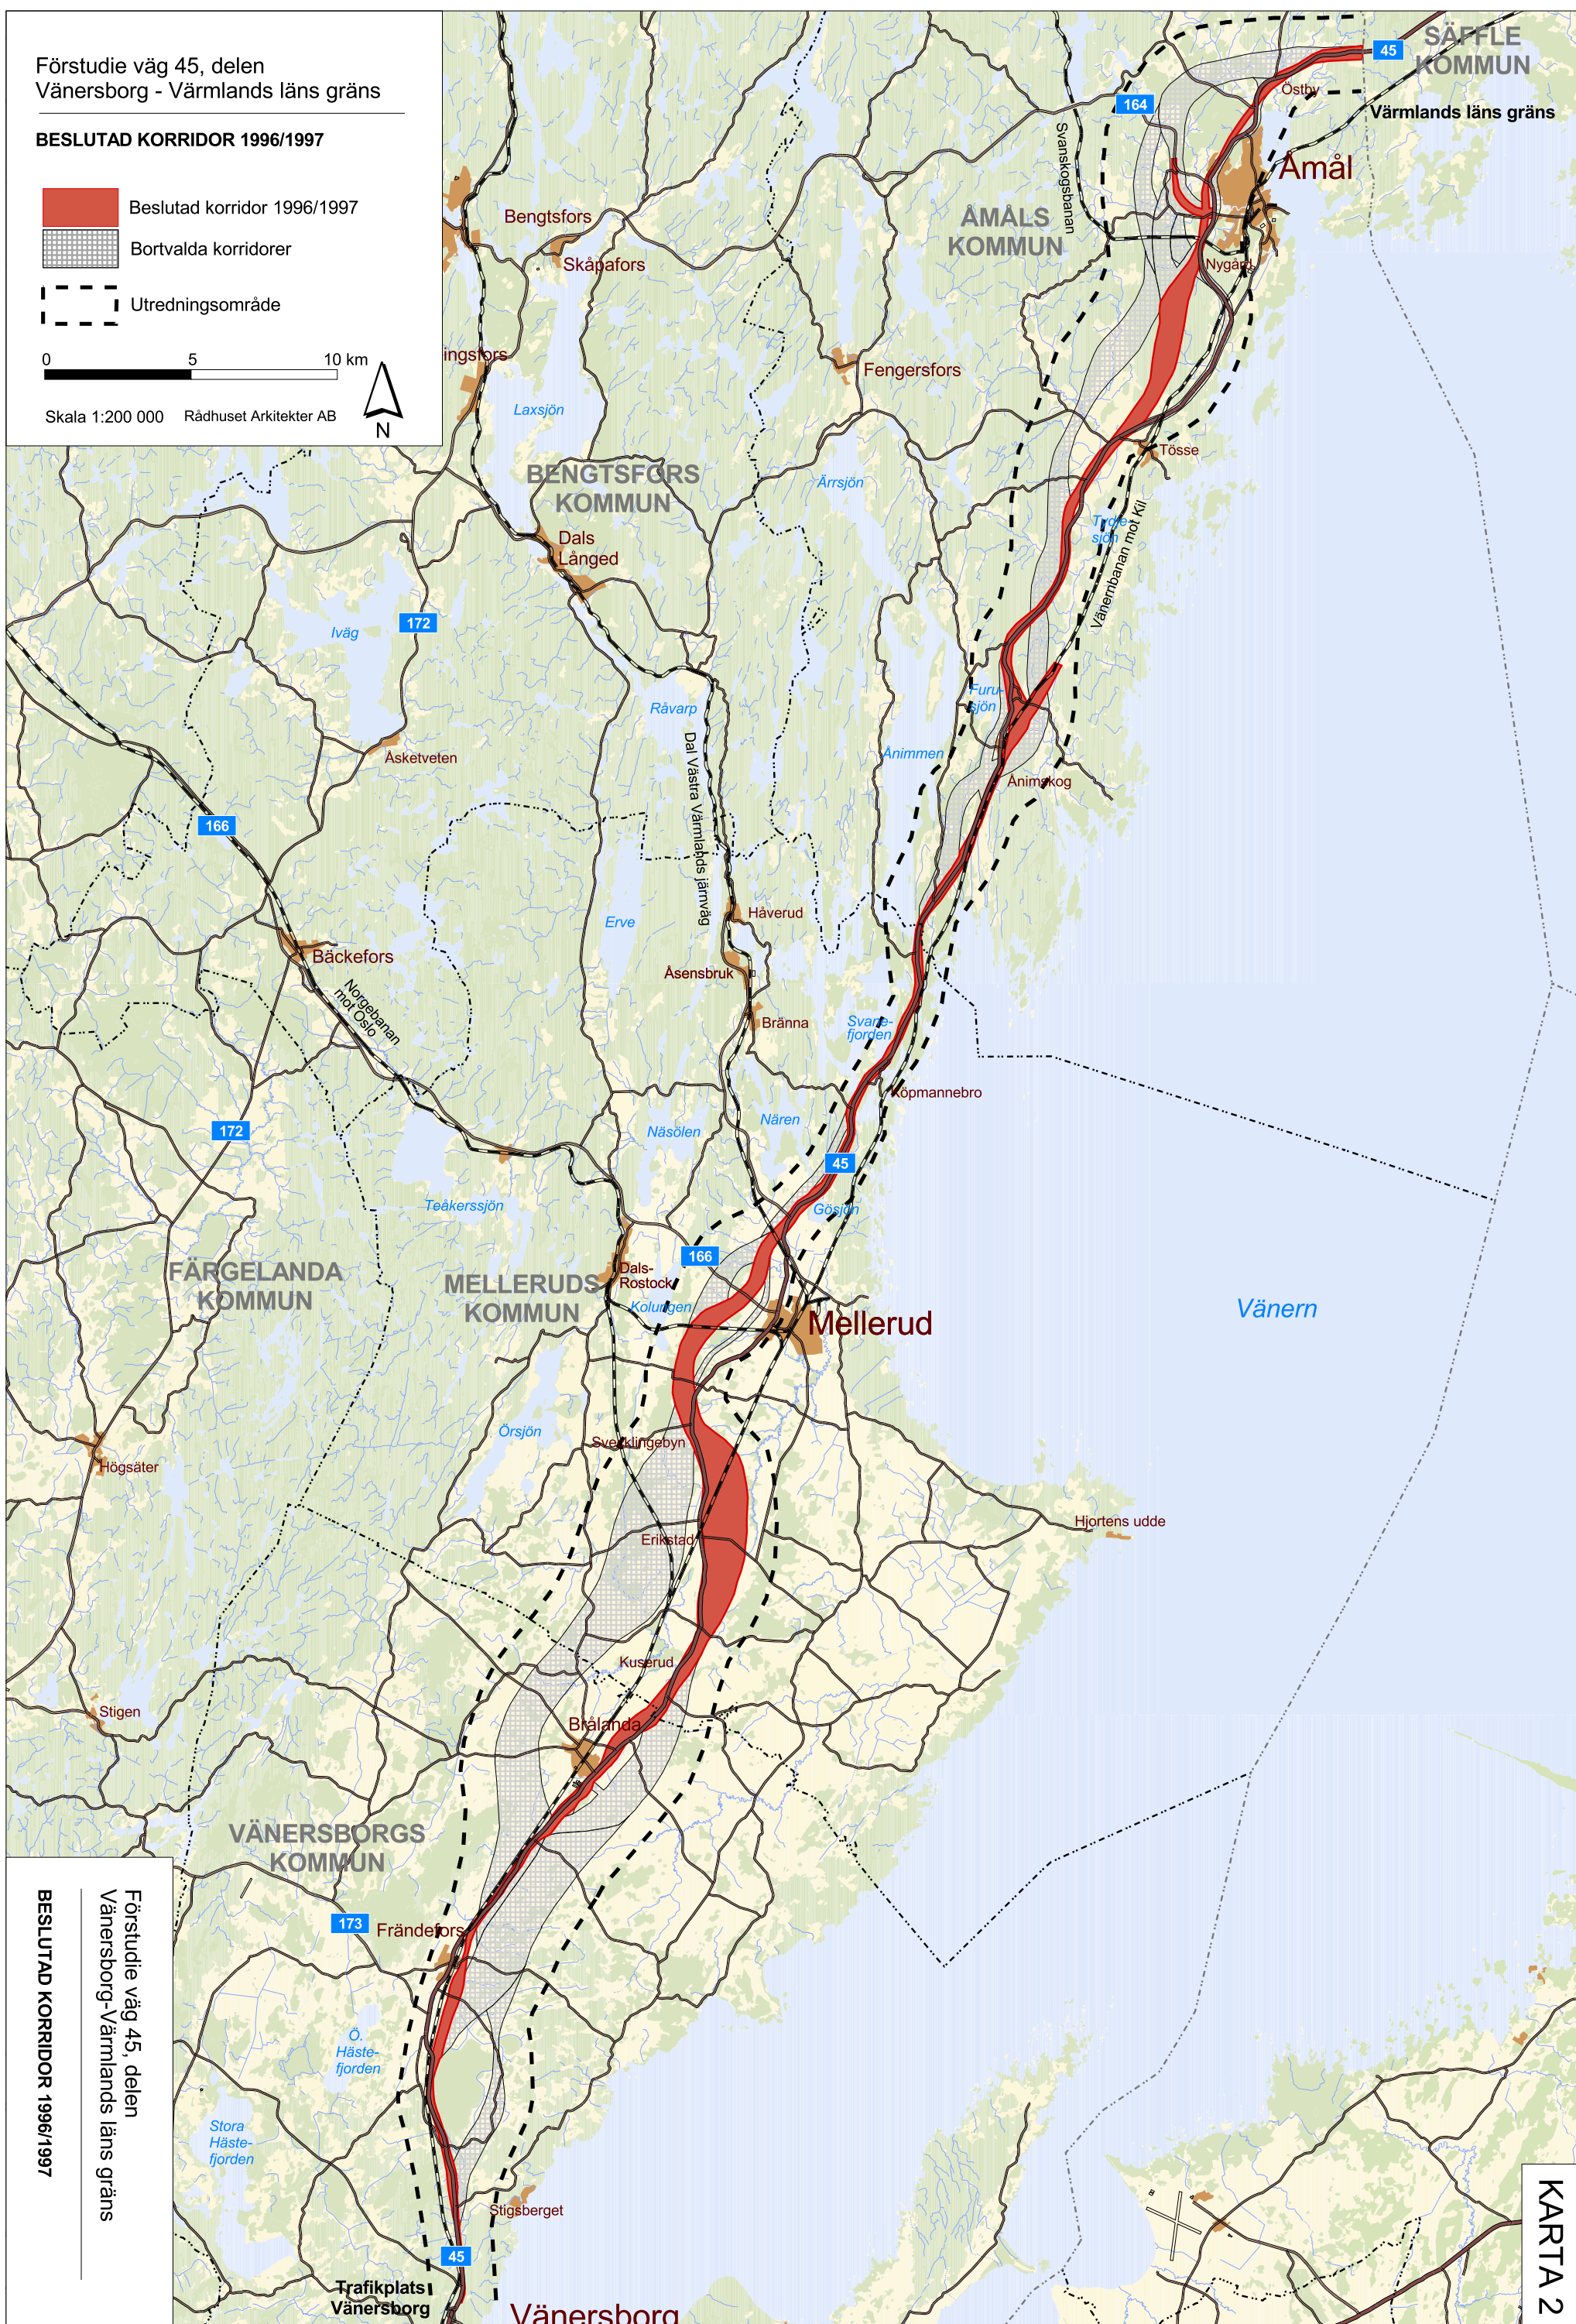 Förstudie väg 45, delen
Vänersborg - Värmlands läns gräns
BESLUTAD KORRIDOR 1996/1997
Beslutad korridor 1996/1997
Bortvalda korridorer
Utredningsområde
0 5 10 km
Skala 1:200 000 Rådhuset Arkitekter AB
N
SÄFFLE
KOMMUN
45
Östby
164
Värmlands läns gräns
Svanskogsbanan
Åmål
ÅMÅLS
KOMMUN
Bengtsfors
Skåpafors
Nygård
ingsfors
Fengersfors
Laxsjön
Tösse
BENGTSFORS
KOMMUN
Ärrsjön
Dals
Långed
sjön
Vänernbanan mot Kil
172
Iväg
Furu-
sjön
Råvarp
Ånimmen
Dal Västra Värmlands järnväg
Åsketveten
Ånimskog
166
Håverud
Erve
Bäckefors
Åsensbruk
Norgebanan
mot Oslo
Bränna
Svane-
fjorden
Köpmannebro
172
Näsölen
Nären
45
Teåkerssjön
Gösjön
166
FÄRGELANDA
KOMMUN
MELLERUDS
KOMMUN
Dals-
Rostock
Kolungen
Mellerud
Vänern
Örsjön
Svecklingebyn
Högsäter
Hjortens udde
Erikstad
Kuserud
Stigen
Brålanda
VÄNERSBORGS
KOMMUN
173
Frändefors
Ö.
Häste-
fjorden
Stora
Häste-
fjorden
Stigsberget
45
Trafikplats
Vänersborg
Vänersborg
Förstudie väg 45, delen
Vänersborg-Värmlands läns gräns
BESLUTAD KORRIDOR 1996/1997
KARTA 2